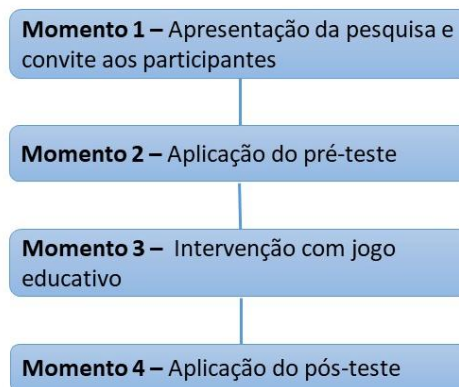 Momento 1 – Apresentação da pesquisa e
convite aos participantes
Momento 2 – Aplicação do pré-teste
Momento 3 – Intervenção com jogo
educativo
Momento 4 – Aplicação do pós-teste